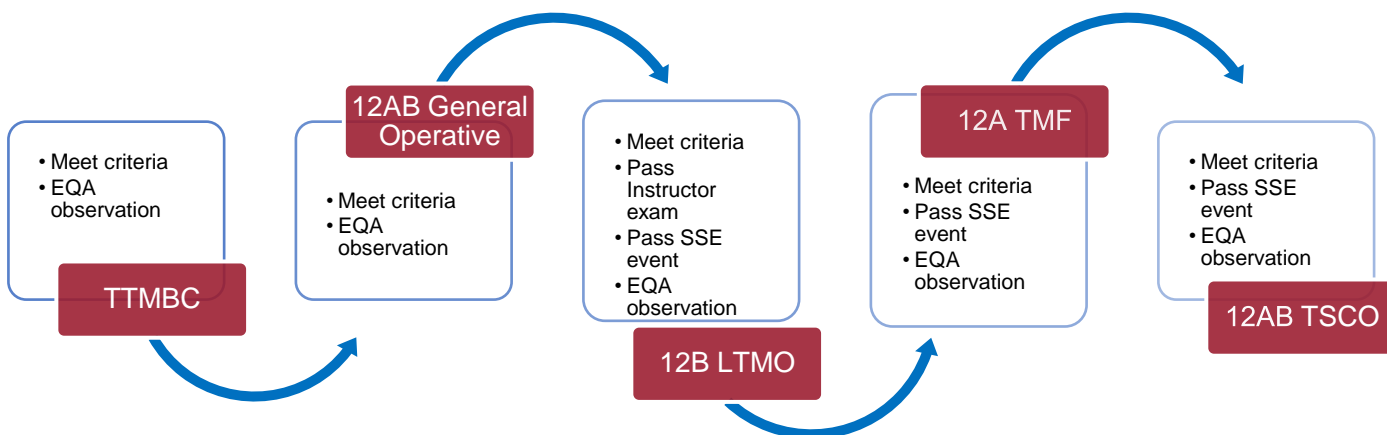 • Meet criteria
• EQA
observation
TTMBC
12AB General
Operative
• Meet criteria
• EQA
observation
• Meet criteria
• Pass
Instructor
exam
• Pass SSE
event
• EQA
observation
12B LTMO
12A TMF
• Meet criteria
• Pass SSE
event
• EQA
observation
• Meet criteria
• Pass SSE
event
• EQA
observation
12AB TSCO